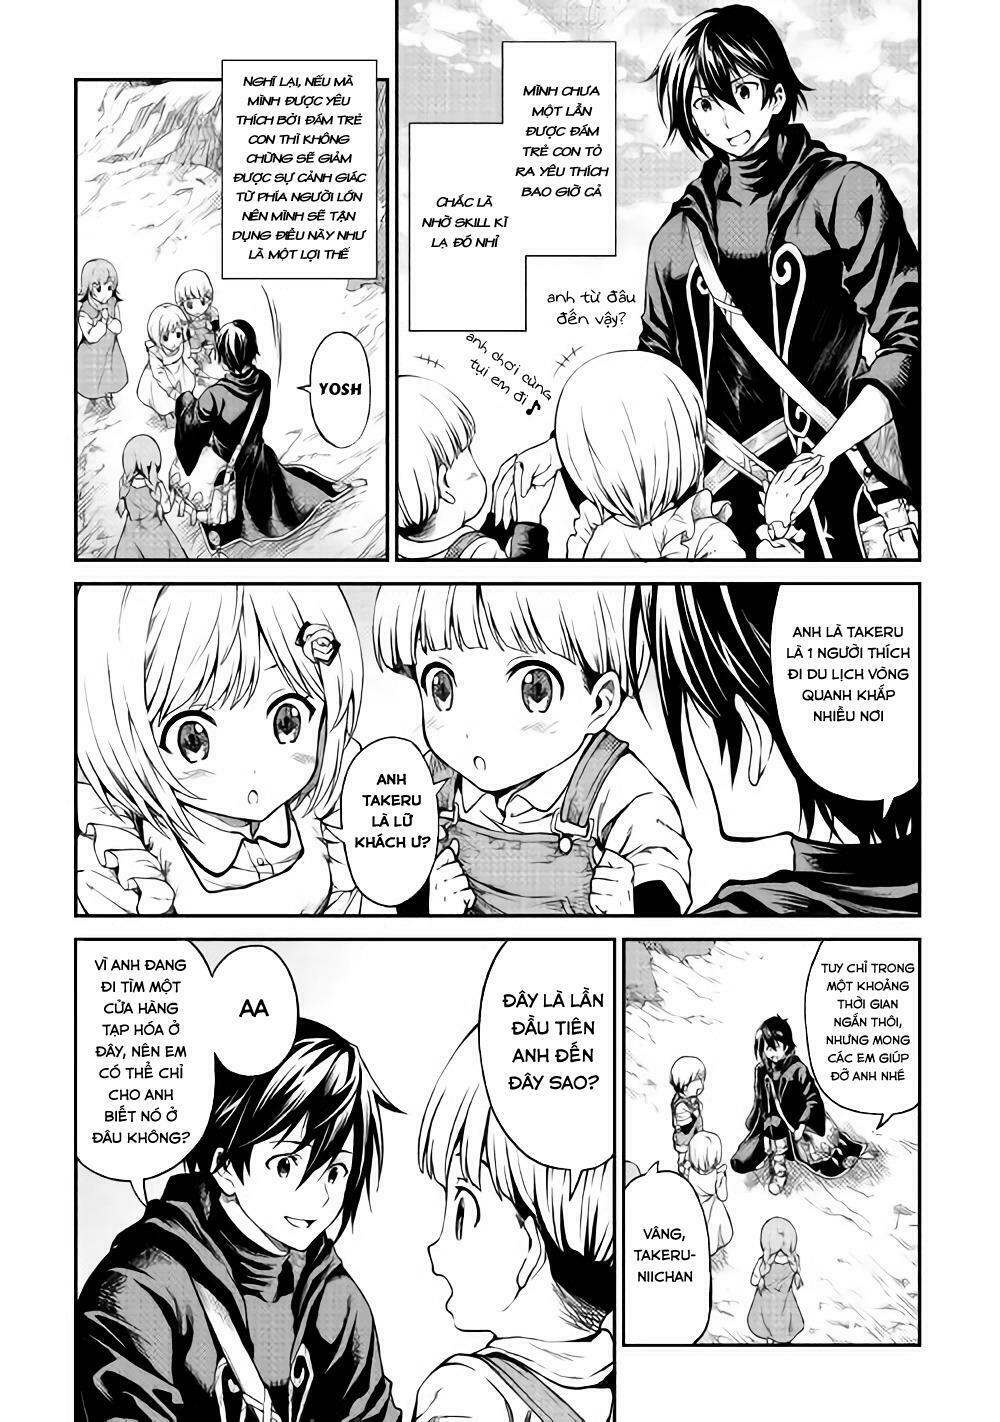 MÌNH CHƯA
MỘT LẦN
ĐƯỢC ĐÁM
TRẺ CON TỎ
RA YÊU THÍCH
BAO GIỜ CẢ
CHẮC LÀ
NHỜ SKILL KÌ
LẠ ĐÓ NHỈ
anh từ đâu
đến vậy?
anh chơi cùng
tụi em đi♪
NGHĨ LẠI, NẾU MÀ
MÌNH ĐƯỢC YÊU
THÍCH BỞI ĐÁM TRẺ
CON THÌ KHÔNG
CHỪNG SẼ GIẢM
ĐƯỢC SỰ CẢNH GIÁC
TỪ PHÍA NGƯỜI LỚN
NÊN MÌNH SẼ TẬN
DỤNG ĐIỀU NÀY NHƯ
LÀ MỘT LỢI THẾ
YOSH
ANH LÀ TAKERU
LÀ 1 NGƯỜI THÍCH
ĐI DU LỊCH VÒNG
QUANH KHẮP
NHIỀU NƠI
ANH
TAKERU
LÀ LỮ
KHÁCH Ư?
TUY CHỈ TRONG
MỘT KHOẢNG
THỜI GIAN
NGẮN THÔI,
NHƯNG MONG
CÁC EM GIÚP
ĐỠ ANH NHÉ
VÂNG,
TAKERU-
NIICHAN
ĐÂY LÀ LẦN
ĐẦU TIÊN
ANH ĐẾN
ĐÂY SAO?
AA
VÌ ANH ĐANG
ĐI TÌM MỘT
CỬA HÀNG
TẠP HÓA Ở
ĐÂY, NÊN EM
CÓ THỂ CHỈ
CHO ANH
BIẾT NÓ Ở
ĐÂU KHÔNG?